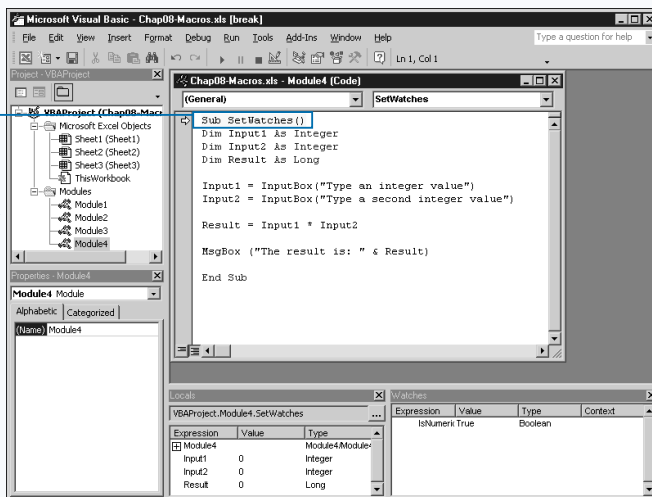 Microsoft Visual Basic - Chap08-Macros.xls [break]
File Edit View Insert Format Debug Run Tools Add-Ins Window Help
Type a question for help
Ln 1, Col 1
Project - VBAProject
VBAProject (Chap08-Macr
Microsoft Excel Objects
Sheet1 (Sheet1)
Sheet2 (Sheet2)
Sheet3 (Sheet3)
ThisWorkbook
Modules
Module1
Module2
Module3
Module4
Properties - Module4
Module4 Module
Alphabetic Categorized
(Name) Module4
Chap08-Macros.xls - Module4 (Code)
(General) SetWatches
Sub SetWatches()
Dim Input1 As Integer
Dim Input2 As Integer
Dim Result As Long
Input1 = InputBox("Type an integer value")
Input2 = InputBox("Type a second integer value")
Result = Input1 * Input2
MsgBox ("The result is: " & Result)
End Sub
Locals
VBAProject.Module4.SetWatches
...
Expression Value Type
Module4 Module4/Module4
Input1 0 Integer
Input2 0 Integer
Result 0 Long
Watches
Expression Value Type Context
IsNumeric True Boolean